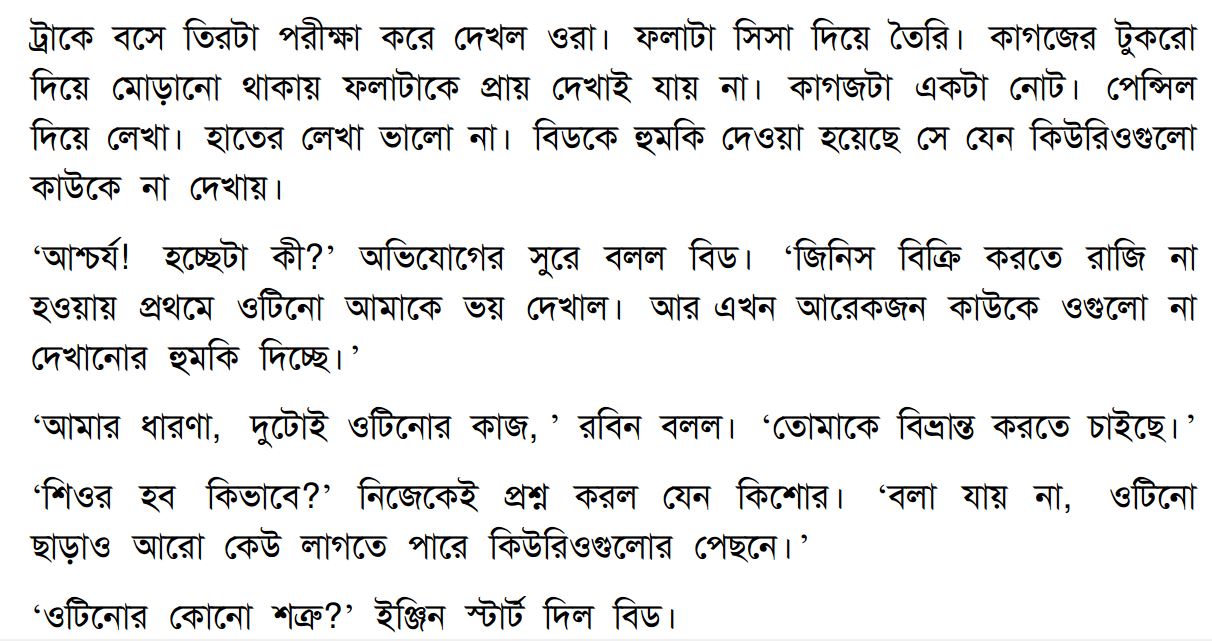 ট্রাকে বসে তিরটা পরীক্ষা করে দেখল ওরা। ফলাটা সিসা দিয়ে তৈরি। কাগজের টুকরো
দিয়ে মোড়ানো থাকায় ফলাটাকে প্রায় দেখাই যায় না। কাগজটা একটা নোট। পেন্সিল
দিয়ে লেখা। হাতের লেখা ভালো না। বিডকে হুমকি দেওয়া হয়েছে সে যেন কিউরিওগুলো
কাউকে না দেখায়।
‘আশ্চর্য! হচ্ছেটা কী?’ অভিযোগের সুরে বলল বিড। ‘জিনিস বিক্রি করতে রাজি না
হওয়ায় প্রথমে ওটিনো আমাকে ভয় দেখাল। আর এখন আরেকজন কাউকে ওগুলো না
দেখানোর হুমকি দিচ্ছে।’
‘আমার ধারণা, দুটোই ওটিনোর কাজ, ’ রবিন বলল। ‘তোমাকে বিভ্রান্ত করতে চাইছে।’
‘শিওর হব কিভাবে?’ নিজেকেই প্রশ্ন করল যেন কিশোর। ‘বলা যায় না, ওটিনো
ছাড়াও আরো কেউ লাগতে পারে কিউরিওগুলোর পেছনে।’
‘ওটিনোর কোনো শত্রু?’ ইঞ্জিন স্টার্ট দিল বিড।